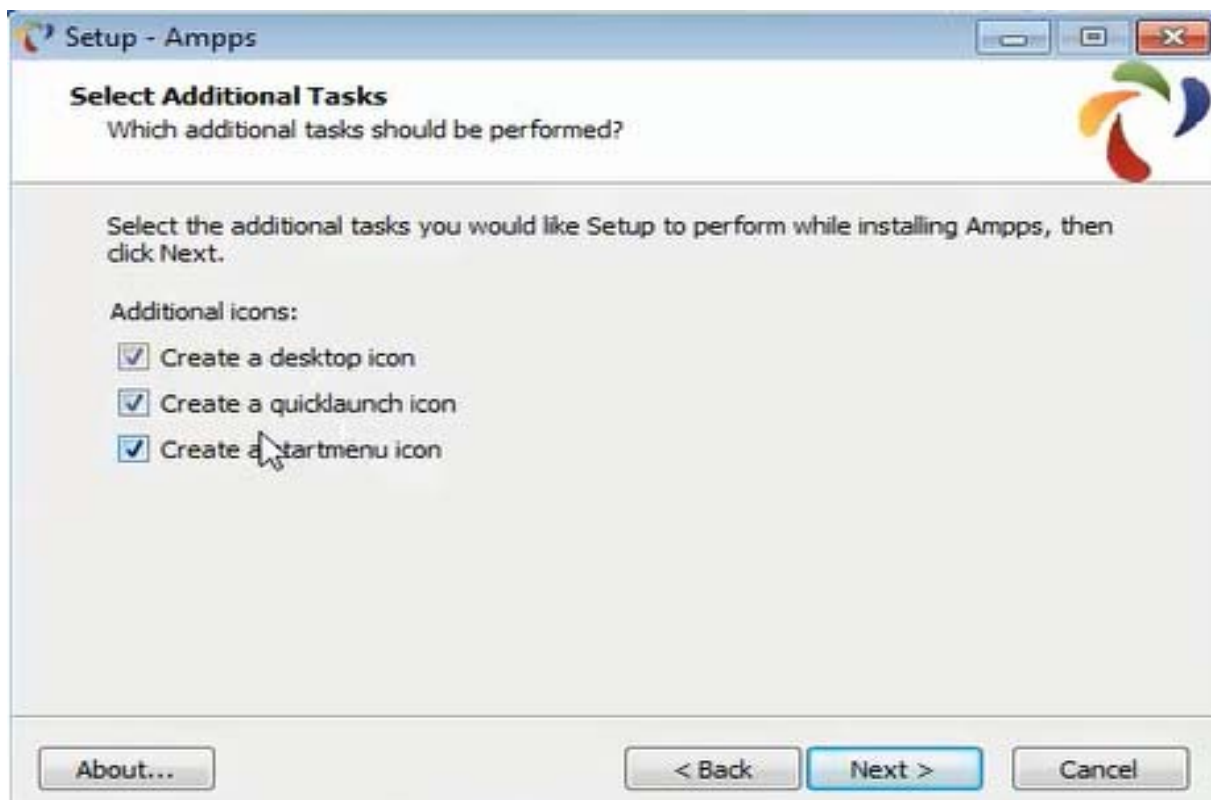 Setup - Ampps
Select Additional Tasks
Which additional tasks should be performed?
Select the additional tasks you would like Setup to perform while installing Ampps, then
click Next.
Additional icons:
Create a desktop icon
Create a quicklaunch icon
Create a startmenu icon
About...
< Back
Next >
Cancel